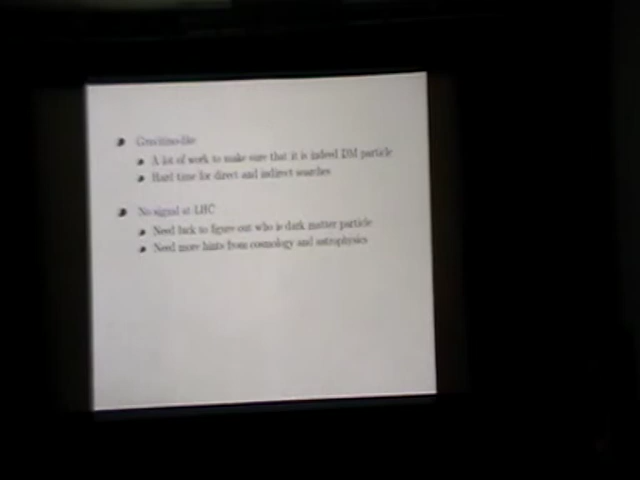 Gravitino-like
A lot of work to make sure that it is indeed DM particle
Hard time for direct and indirect searches
No signal at LHC
Need luck to figure out who is dark matter particle
Need more hints from cosmology and astrophysics